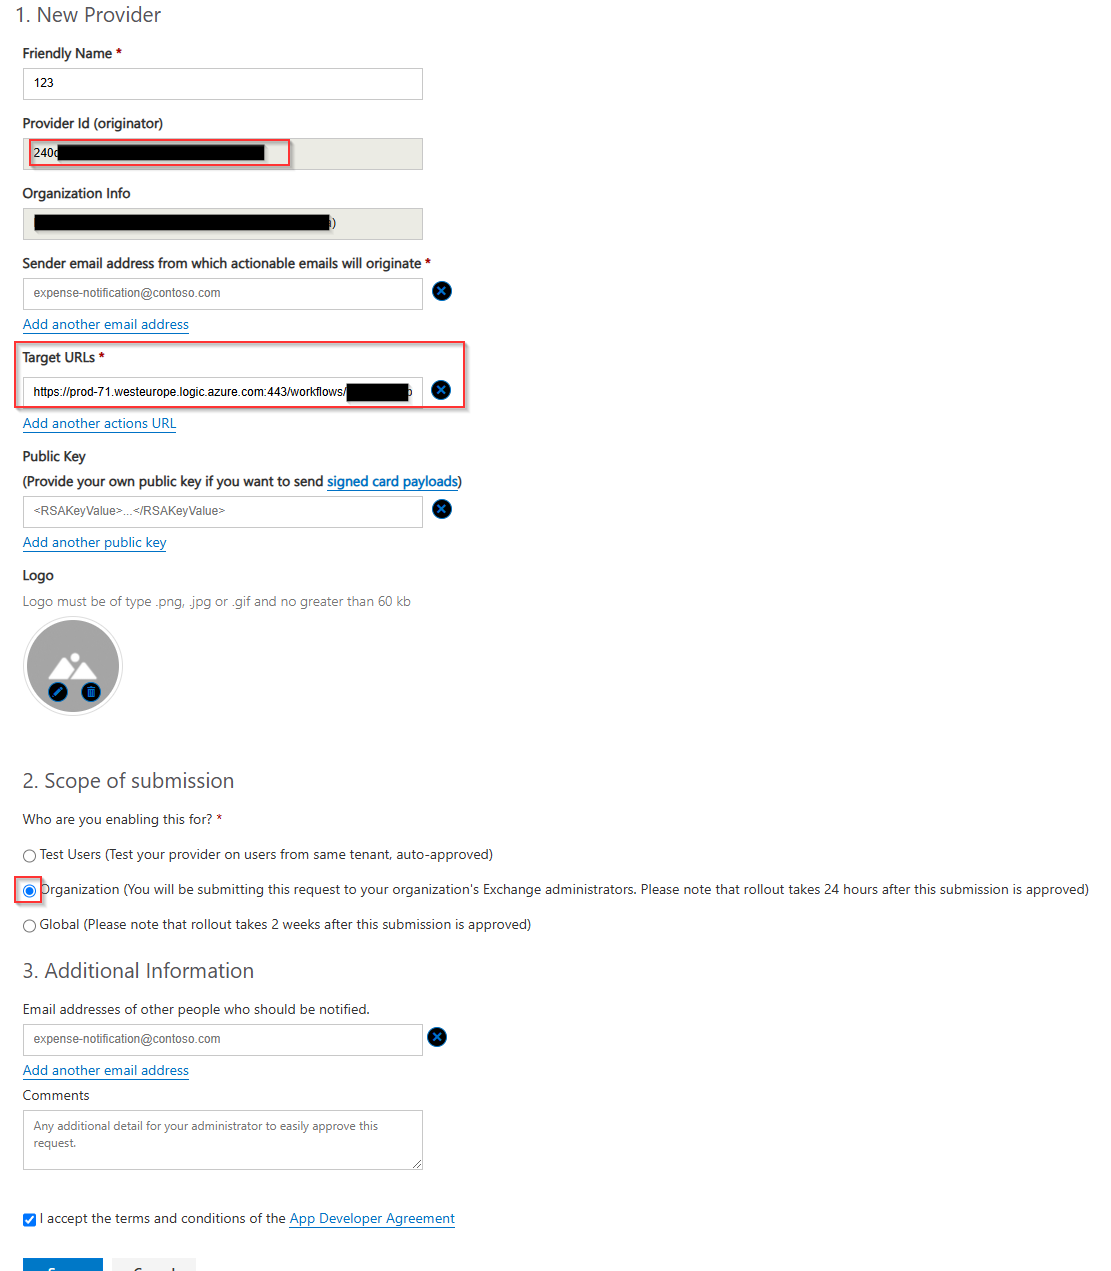 1. New Provider
Friendly Name *
123
Provider Id (originator)
240
Organization Info
)
Sender email address from which actionable emails will originate *
expense-notification@contoso.com
Add another email address
Target URLs *
https://prod-71.westeurope.logic.azure.com:443/workflows/
Add another actions URL
Public Key
(Provide your own public key if you want to send signed card payloads)
<RSAKeyValue>...</RSAKeyValue>
Add another public key
Logo
Logo must be of type .png, .jpg or .gif and no greater than 60 kb
2. Scope of submission
Who are you enabling this for? *
Test Users (Test your provider on users from same tenant, auto-approved)
Organization (You will be submitting this request to your organization's Exchange administrators. Please note that rollout takes 24 hours after this submission is approved)
Global (Please note that rollout takes 2 weeks after this submission is approved)
3. Additional Information
Email addresses of other people who should be notified.
expense-notification@contoso.com
Add another email address
Comments
Any additional detail for your administrator to easily approve this
request.
I accept the terms and conditions of the App Developer Agreement